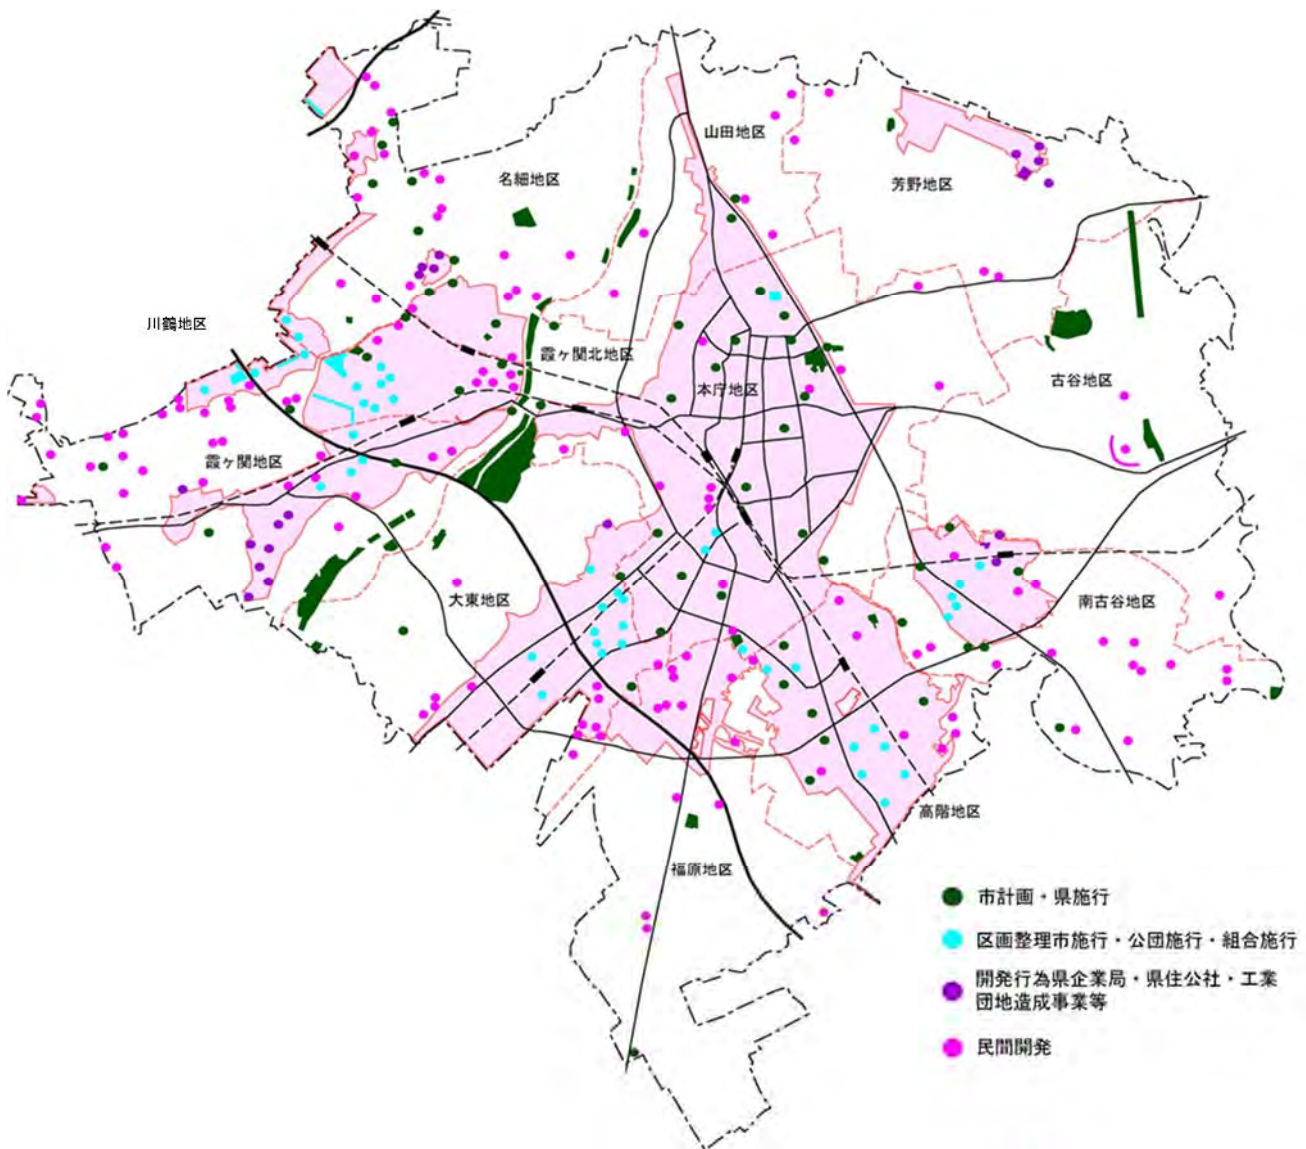 山田地区
名細地区
芳野地区
川鶴地区
霞ヶ関北地区
本庁地区
古谷地区
霞ヶ関地区
大東地区
南古谷地区
高階地区
福原地区
市計画・県施行
区画整理市施行・公団施行・組合施行
開発行為県企業局・県住公社・工業
団地造成事業等
民間開発